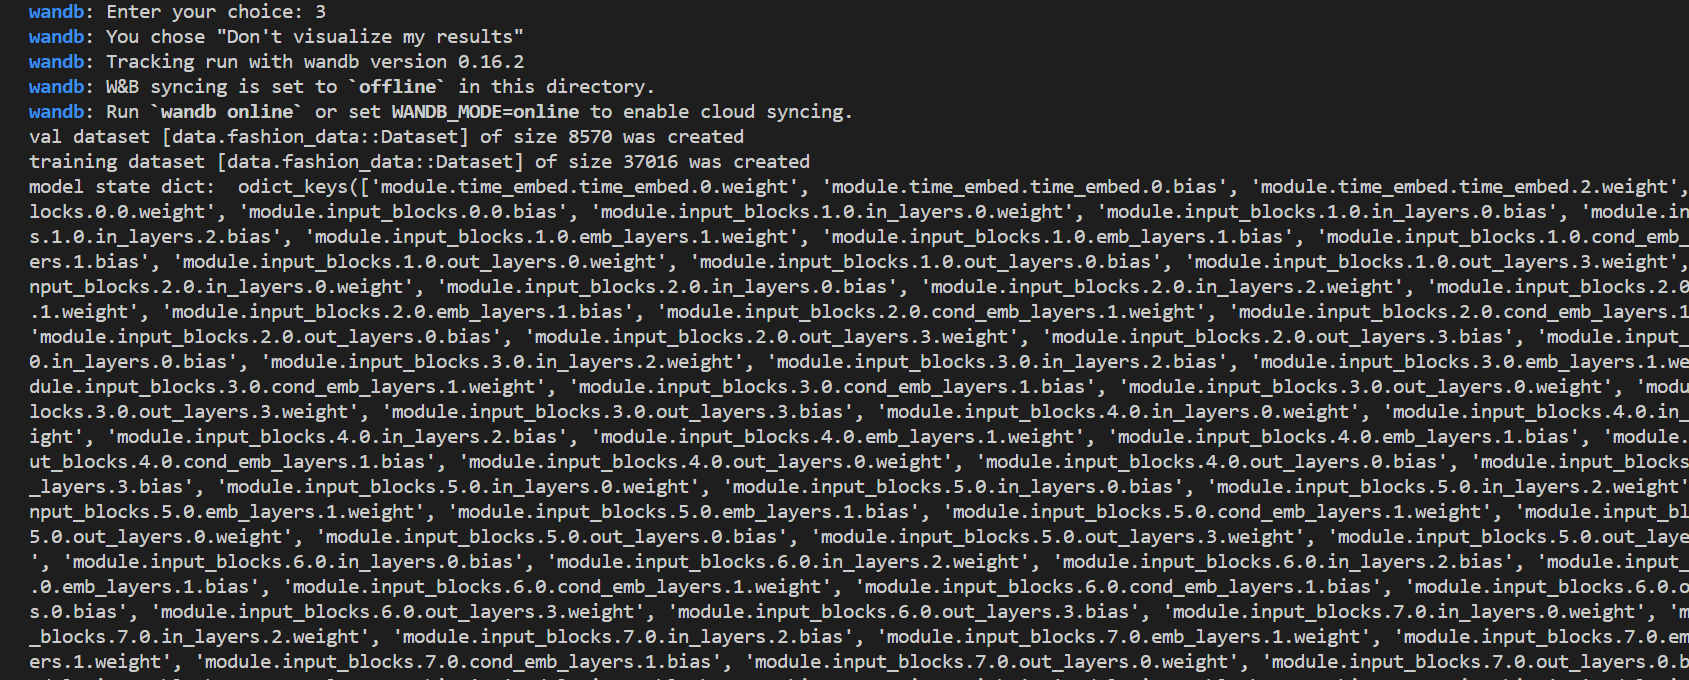 wandb: Enter your choice: 3
wandb: You chose "Don't visualize my results"
wandb: Tracking run with wandb version 0.16.2
wandb: W&B syncing is set to `offline` in this directory.
wandb: Run `wandb online` or set WANDB_MODE=online to enable cloud syncing.
val dataset [data.fashion_data::Dataset] of size 8570 was created
training dataset [data.fashion_data::Dataset] of size 37016 was created
model state dict:  odict_keys(['module.time_embed.time_embed.0.weight', 'module.time_embed.time_embed.0.bias', 'module.time_embed.time_embed.2.weight',
locks.0.0.weight', 'module.input_blocks.0.0.bias', 'module.input_blocks.1.0.in_layers.0.weight', 'module.input_blocks.1.0.in_layers.0.bias', 'module.in
s.1.0.in_layers.2.bias', 'module.input_blocks.1.0.emb_layers.1.weight', 'module.input_blocks.1.0.emb_layers.1.bias', 'module.input_blocks.1.0.cond_emb_
ers.1.bias', 'module.input_blocks.1.0.out_layers.0.weight', 'module.input_blocks.1.0.out_layers.0.bias', 'module.input_blocks.1.0.out_layers.3.weight',
nput_blocks.2.0.in_layers.0.weight', 'module.input_blocks.2.0.in_layers.0.bias', 'module.input_blocks.2.0.in_layers.2.weight', 'module.input_blocks.2.0
.1.weight', 'module.input_blocks.2.0.emb_layers.1.bias', 'module.input_blocks.2.0.cond_emb_layers.1.weight', 'module.input_blocks.2.0.cond_emb_layers.1
'module.input_blocks.2.0.out_layers.0.bias', 'module.input_blocks.2.0.out_layers.3.weight', 'module.input_blocks.2.0.out_layers.3.bias', 'module.input_
0.in_layers.0.bias', 'module.input_blocks.3.0.in_layers.2.weight', 'module.input_blocks.3.0.in_layers.2.bias', 'module.input_blocks.3.0.emb_layers.1.we
dule.input_blocks.3.0.cond_emb_layers.1.weight', 'module.input_blocks.3.0.cond_emb_layers.1.bias', 'module.input_blocks.3.0.out_layers.0.weight', 'modu
locks.3.0.out_layers.3.weight', 'module.input_blocks.3.0.out_layers.3.bias', 'module.input_blocks.4.0.in_layers.0.weight', 'module.input_blocks.4.0.in_
ight', 'module.input_blocks.4.0.in_layers.2.bias', 'module.input_blocks.4.0.emb_layers.1.weight', 'module.input_blocks.4.0.emb_layers.1.bias', 'module.
ut_blocks.4.0.cond_emb_layers.1.bias', 'module.input_blocks.4.0.out_layers.0.weight', 'module.input_blocks.4.0.out_layers.0.bias', 'module.input_blocks
_layers.3.bias', 'module.input_blocks.5.0.in_layers.0.weight', 'module.input_blocks.5.0.in_layers.0.bias', 'module.input_blocks.5.0.in_layers.2.weight'
nput_blocks.5.0.emb_layers.1.weight', 'module.input_blocks.5.0.emb_layers.1.bias', 'module.input_blocks.5.0.cond_emb_layers.1.weight', 'module.input_bl
5.0.out_layers.0.weight', 'module.input_blocks.5.0.out_layers.0.bias', 'module.input_blocks.5.0.out_layers.3.weight', 'module.input_blocks.5.0.out_laye
', 'module.input_blocks.6.0.in_layers.0.bias', 'module.input_blocks.6.0.in_layers.2.weight', 'module.input_blocks.6.0.in_layers.2.bias', 'module.input_
.0.emb_layers.1.bias', 'module.input_blocks.6.0.cond_emb_layers.1.weight', 'module.input_blocks.6.0.cond_emb_layers.1.bias', 'module.input_blocks.6.0.o
s.0.bias', 'module.input_blocks.6.0.out_layers.3.weight', 'module.input_blocks.6.0.out_layers.3.bias', 'module.input_blocks.7.0.in_layers.0.weight', 'm
_blocks.7.0.in_layers.2.weight', 'module.input_blocks.7.0.in_layers.2.bias', 'module.input_blocks.7.0.emb_layers.1.weight', 'module.input_blocks.7.0.em
ers.1.weight', 'module.input_blocks.7.0.cond_emb_layers.1.bias', 'module.input_blocks.7.0.out_layers.0.weight', 'module.input_blocks.7.0.out_layers.0.b